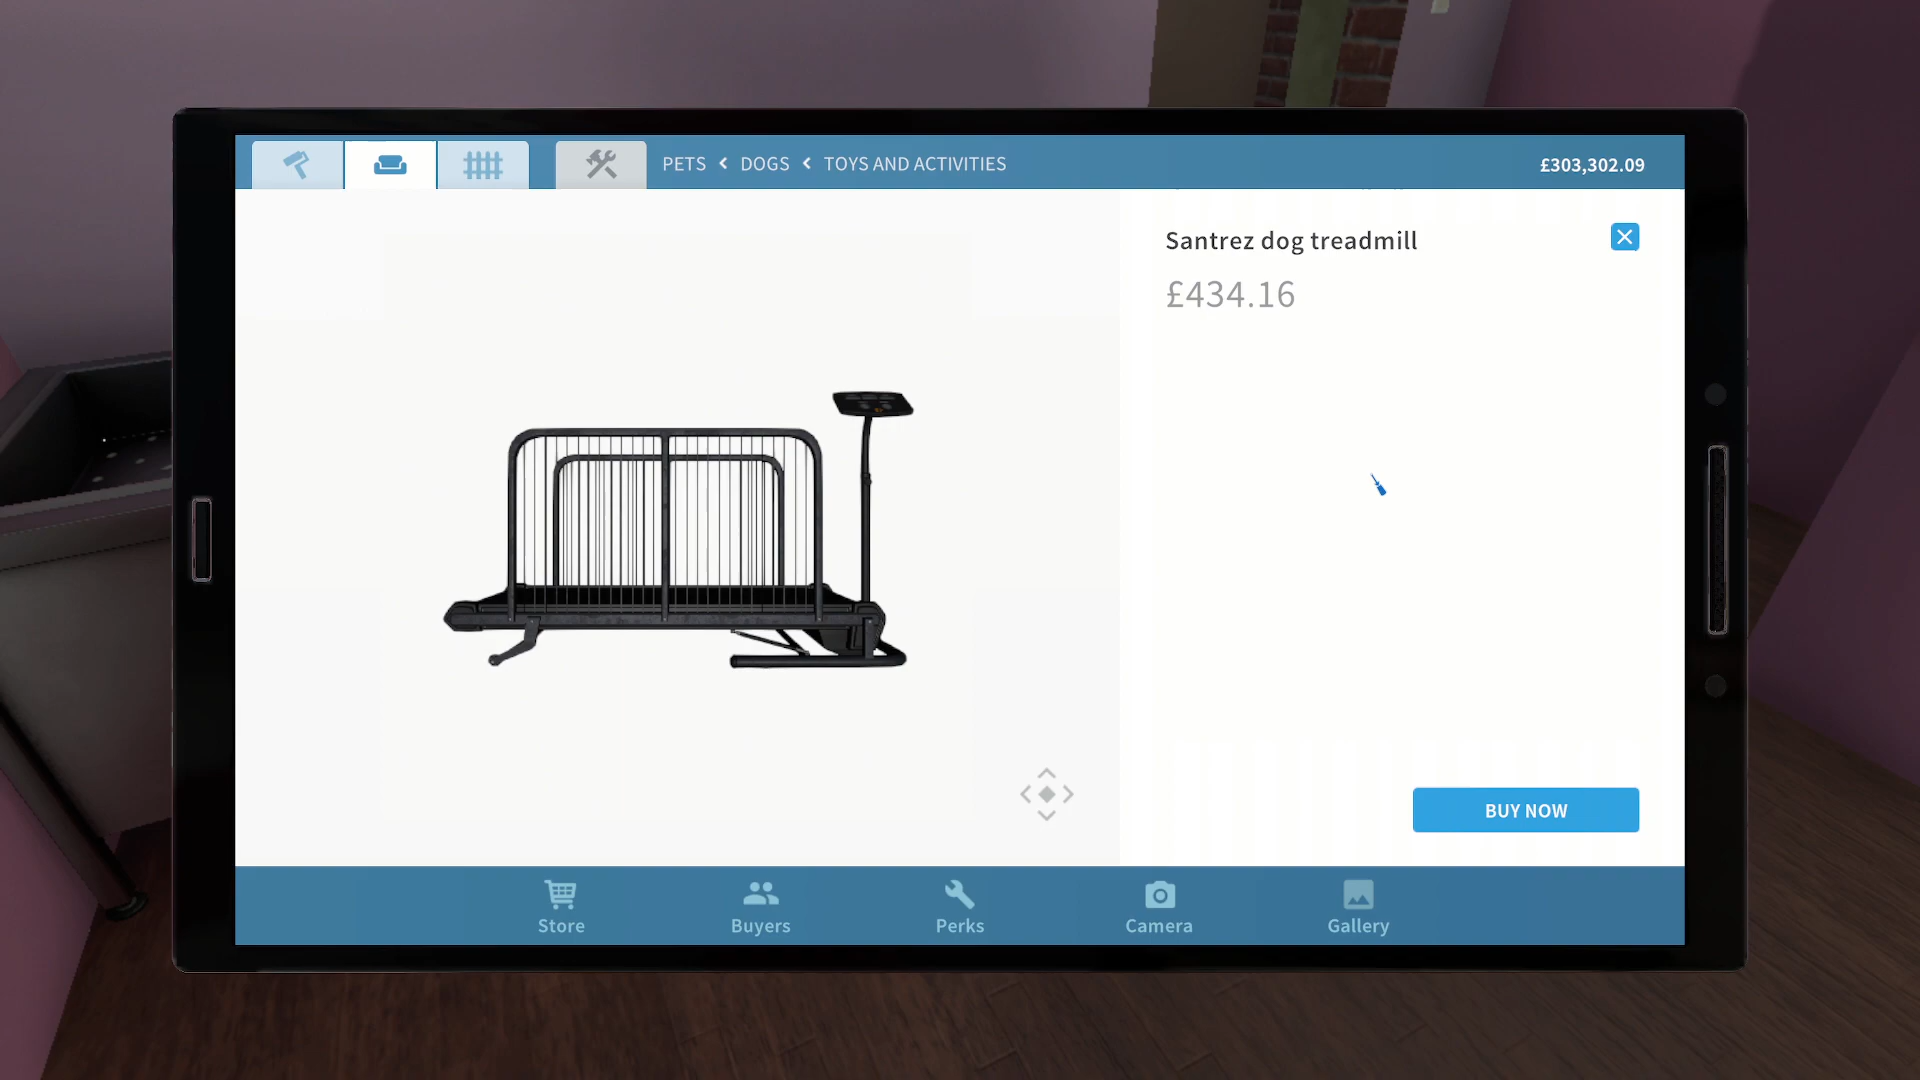 PETS < DOGS < TOYS AND ACTIVITIES
£303,302.09
Santrez dog treadmill
£434.16
BUY NOW
Store
Buyers
Perks
Camera
Gallery